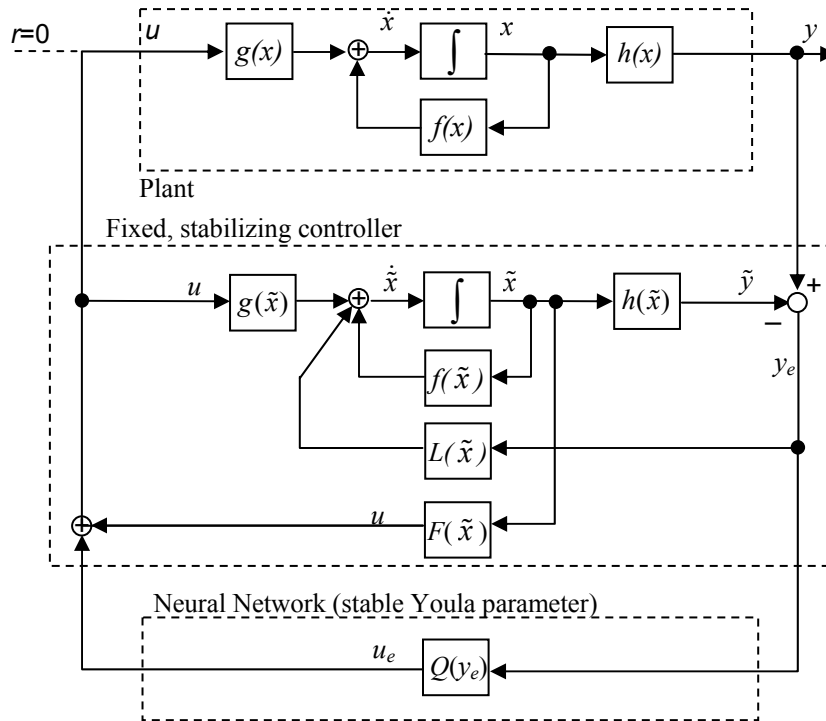 r=0
u
g(x)
ẋ
∫
x
h(x)
y
f(x)
Plant
Fixed, stabilizing controller
u
g(x̃)
x̃̇
∫
x̃
h(x̃)
ỹ
+
−
y_e
f(x̃)
L(x̃)
u
F(x̃)
Neural Network (stable Youla parameter)
u_e
Q(y_e)